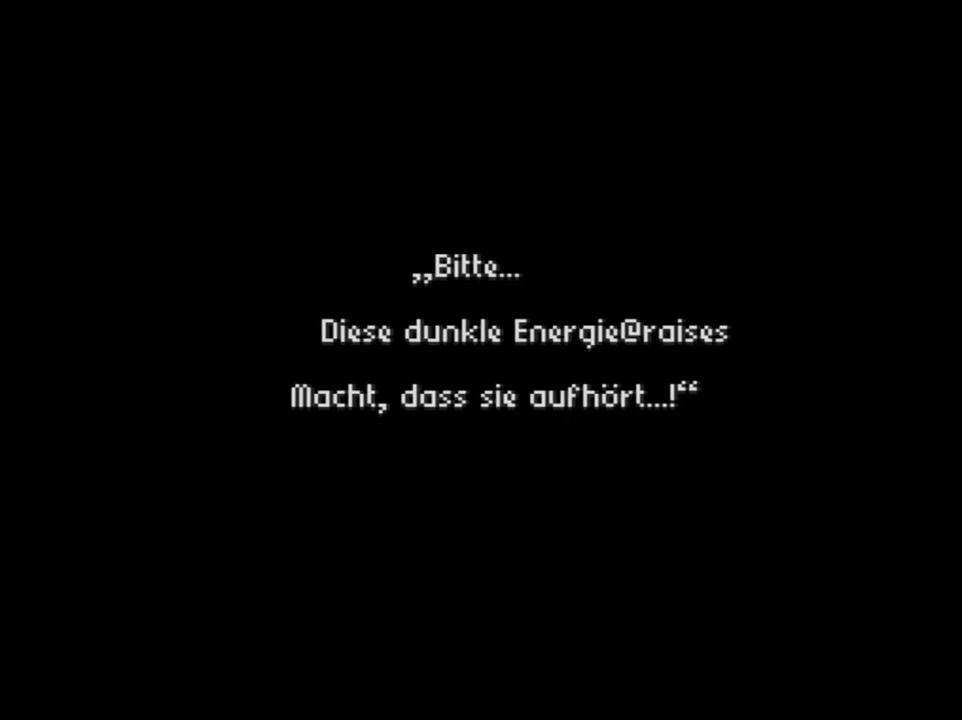 „Bitte...
Diese dunkle Energie@raises
Macht, dass sie aufhört...!“